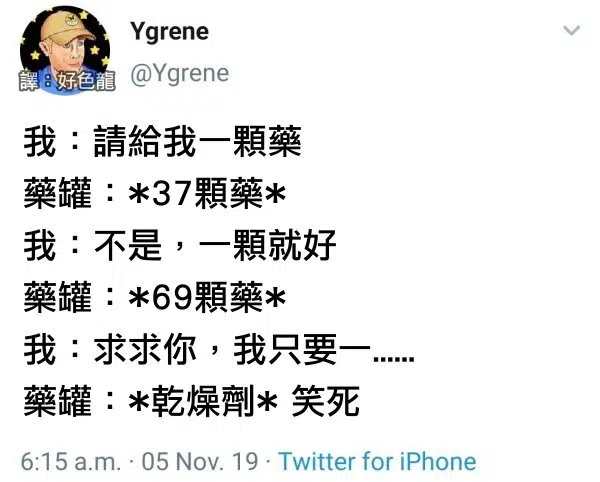 Ygrene
@Ygrene
譯：好色龍
我：請給我一顆藥
藥罐：*37顆藥*
我：不是，一顆就好
藥罐：*69顆藥*
我：求求你，我只要一......
藥罐：*乾燥劑* 笑死
6:15 a.m. · 05 Nov. 19 · Twitter for iPhone